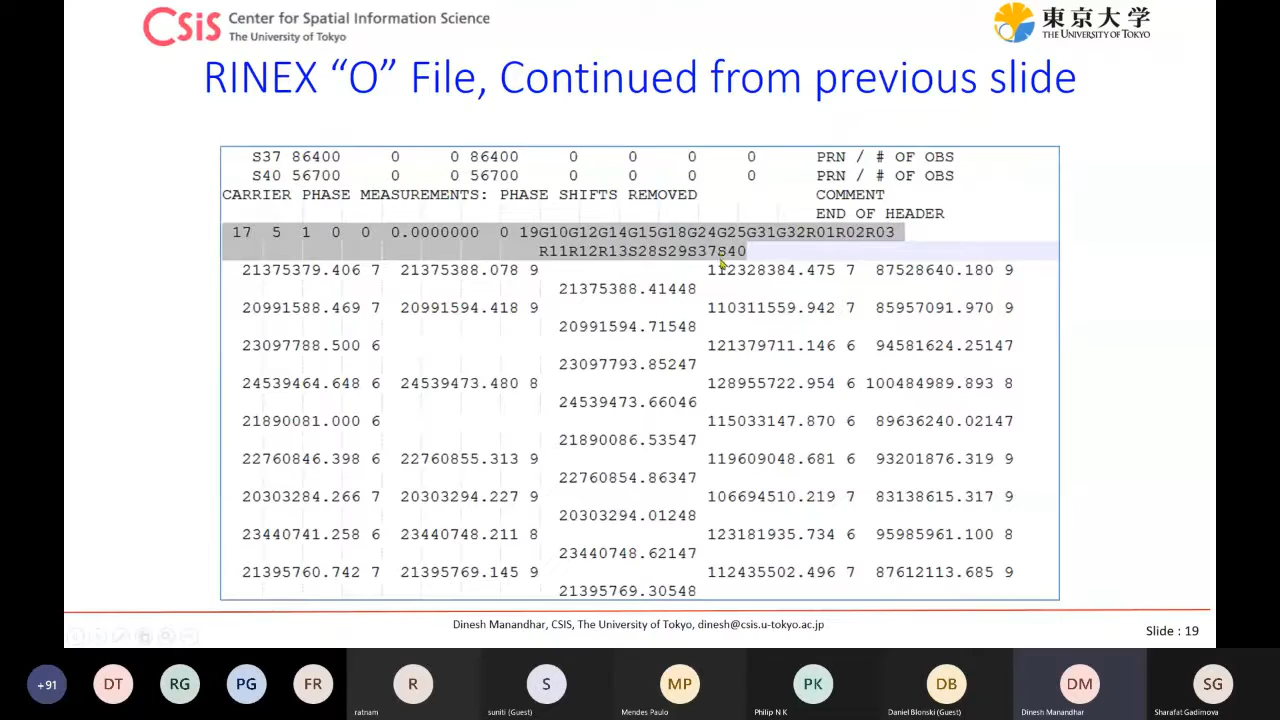 CSiS Center for Spatial Information Science
The University of Tokyo
東京大学
THE UNIVERSITY OF TOKYO
RINEX “O” File, Continued from previous slide
S37 86400 0 0 86400 0 0 0 0 PRN / # OF OBS
S40 56700 0 0 56700 0 0 0 0 PRN / # OF OBS
CARRIER PHASE MEASUREMENTS: PHASE SHIFTS REMOVED COMMENT
END OF HEADER
17 5 1 0 0 0.0000000 0 19G10G12G14G15G18G24G25G31G32R01R02R03
R11R12R13S28S29S37S40
21375379.406 7 21375388.078 9 112328384.475 7 87528640.180 9
21375388.41448
20991588.469 7 20991594.418 9 110311559.942 7 85957091.970 9
20991594.71548
23097788.500 6 121379711.146 6 94581624.25147
23097793.85247
24539464.648 6 24539473.480 8 128955722.954 6 100484989.893 8
24539473.66046
21890081.000 6 115033147.870 6 89636240.02147
21890086.53547
22760846.398 6 22760855.313 9 119609048.681 6 93201876.319 9
22760854.86347
20303284.266 7 20303294.227 9 106694510.219 7 83138615.317 9
20303294.01248
23440741.258 6 23440748.211 8 123181935.734 6 95985961.100 8
23440748.62147
21395760.742 7 21395769.145 9 112435502.496 7 87612113.685 9
21395769.30548
Dinesh Manandhar, CSIS, The University of Tokyo, dinesh@csis.u-tokyo.ac.jp
Slide : 19
+91 DT RG PG FR R S MP PK DB DM SG
ratnam suniti (Guest) Mendes Paulo Philip N K Daniel Blonski (Guest) Dinesh Manandhar Sharafat Gadimova